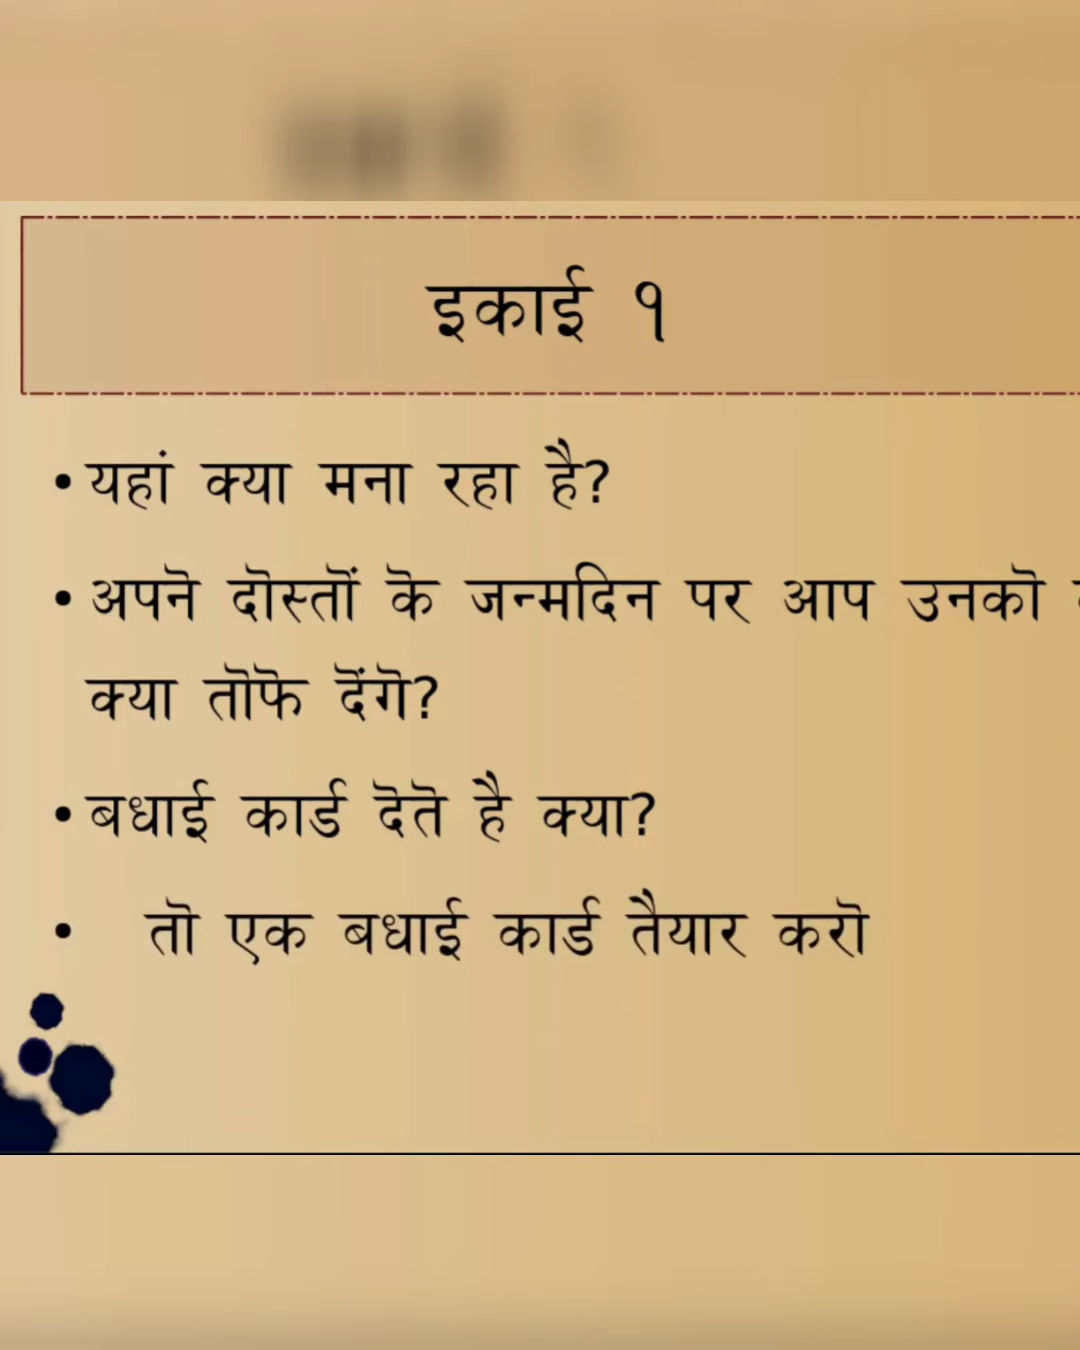 इकाई १
• यहां क्या मना रहा है?
• अपनॆ दॊस्तॊं कॆ जन्मदिन पर आप उनकॊ
क्या तॊफॆ दॆंगॆ?
• बधाई कार्ड दॆतॆ है क्या?
• तॊ एक बधाई कार्ड तैयार करॊ